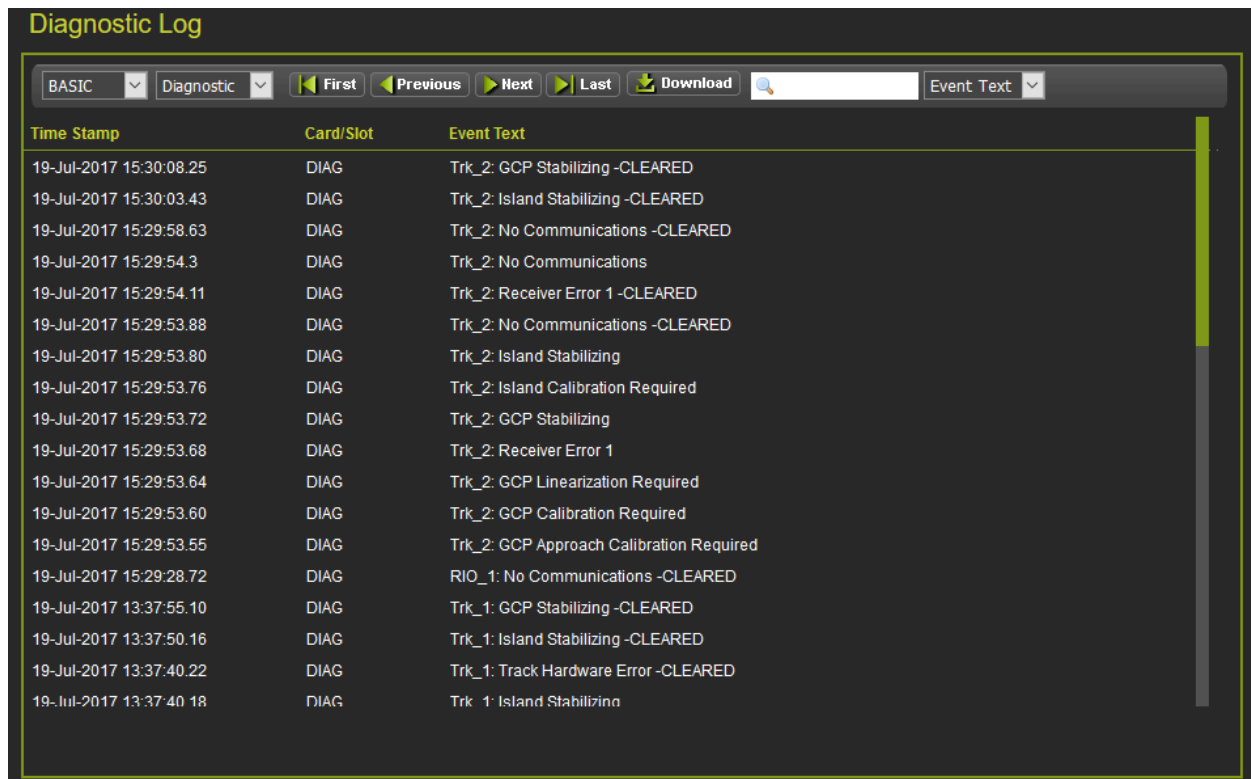 Diagnostic Log
BASIC Diagnostic First Previous Next Last Download Event Text
Time Stamp Card/Slot Event Text
19-Jul-2017 15:30:08.25 DIAG Trk_2: GCP Stabilizing -CLEARED
19-Jul-2017 15:30:03.43 DIAG Trk_2: Island Stabilizing -CLEARED
19-Jul-2017 15:29:58.63 DIAG Trk_2: No Communications -CLEARED
19-Jul-2017 15:29:54.3 DIAG Trk_2: No Communications
19-Jul-2017 15:29:54.11 DIAG Trk_2: Receiver Error 1 -CLEARED
19-Jul-2017 15:29:53.88 DIAG Trk_2: No Communications -CLEARED
19-Jul-2017 15:29:53.80 DIAG Trk_2: Island Stabilizing
19-Jul-2017 15:29:53.76 DIAG Trk_2: Island Calibration Required
19-Jul-2017 15:29:53.72 DIAG Trk_2: GCP Stabilizing
19-Jul-2017 15:29:53.68 DIAG Trk_2: Receiver Error 1
19-Jul-2017 15:29:53.64 DIAG Trk_2: GCP Linearization Required
19-Jul-2017 15:29:53.60 DIAG Trk_2: GCP Calibration Required
19-Jul-2017 15:29:53.55 DIAG Trk_2: GCP Approach Calibration Required
19-Jul-2017 15:29:28.72 DIAG RIO_1: No Communications -CLEARED
19-Jul-2017 13:37:55.10 DIAG Trk_1: GCP Stabilizing -CLEARED
19-Jul-2017 13:37:50.16 DIAG Trk_1: Island Stabilizing -CLEARED
19-Jul-2017 13:37:40.22 DIAG Trk_1: Track Hardware Error -CLEARED
19-Jul-2017 13:37:40.18 DIAG Trk_1: Island Stabilizing